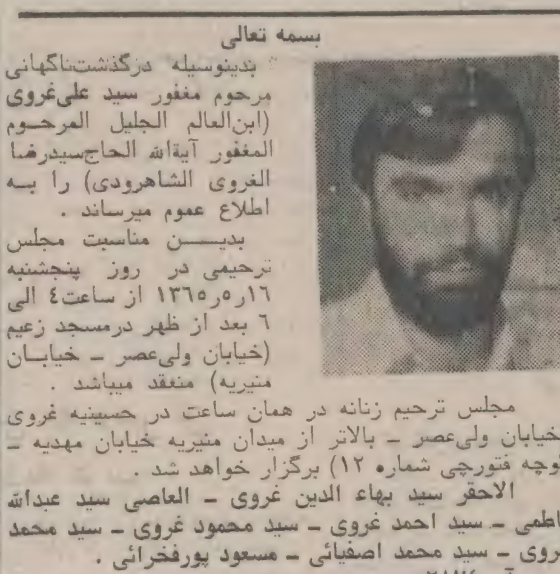 بسمه تعالی
بدینوسیله درگذشت‌ناگهانی
مرحوم مغفور سید علی‌غروی
(ابن‌العالم الجلیل المرحوم
المغفور آیةالله الحاج‌سیدرضا
الغروی الشاهرودی) را به
اطلاع عموم میرساند .
بدین مناسبت مجلس
ترحیمی در روز پنجشنبه
۱۶ر۵ر۱۳۶۵ از ساعت۴ الی
۶ بعد از ظهر درمسجد زعیم
(خیابان ولی‌عصر ـ خیابان
منیریه) منعقد میباشد .
مجلس ترحیم زنانه در همان ساعت در حسینیه غروی
خیابان ولی‌عصر ـ بالاتر از میدان منیریه خیابان مهدیه ـ
کوچه فتورچی شماره ۱۲) برگزار خواهد شد .
الاحقر سید بهاء الدین غروی ـ العاصی سید عبدالله
ـ سید احمد غروی ـ سید محمود غروی ـ سید محمد
غروی ـ سید محمد اصفیائی ـ مسعود پورفخرائی .